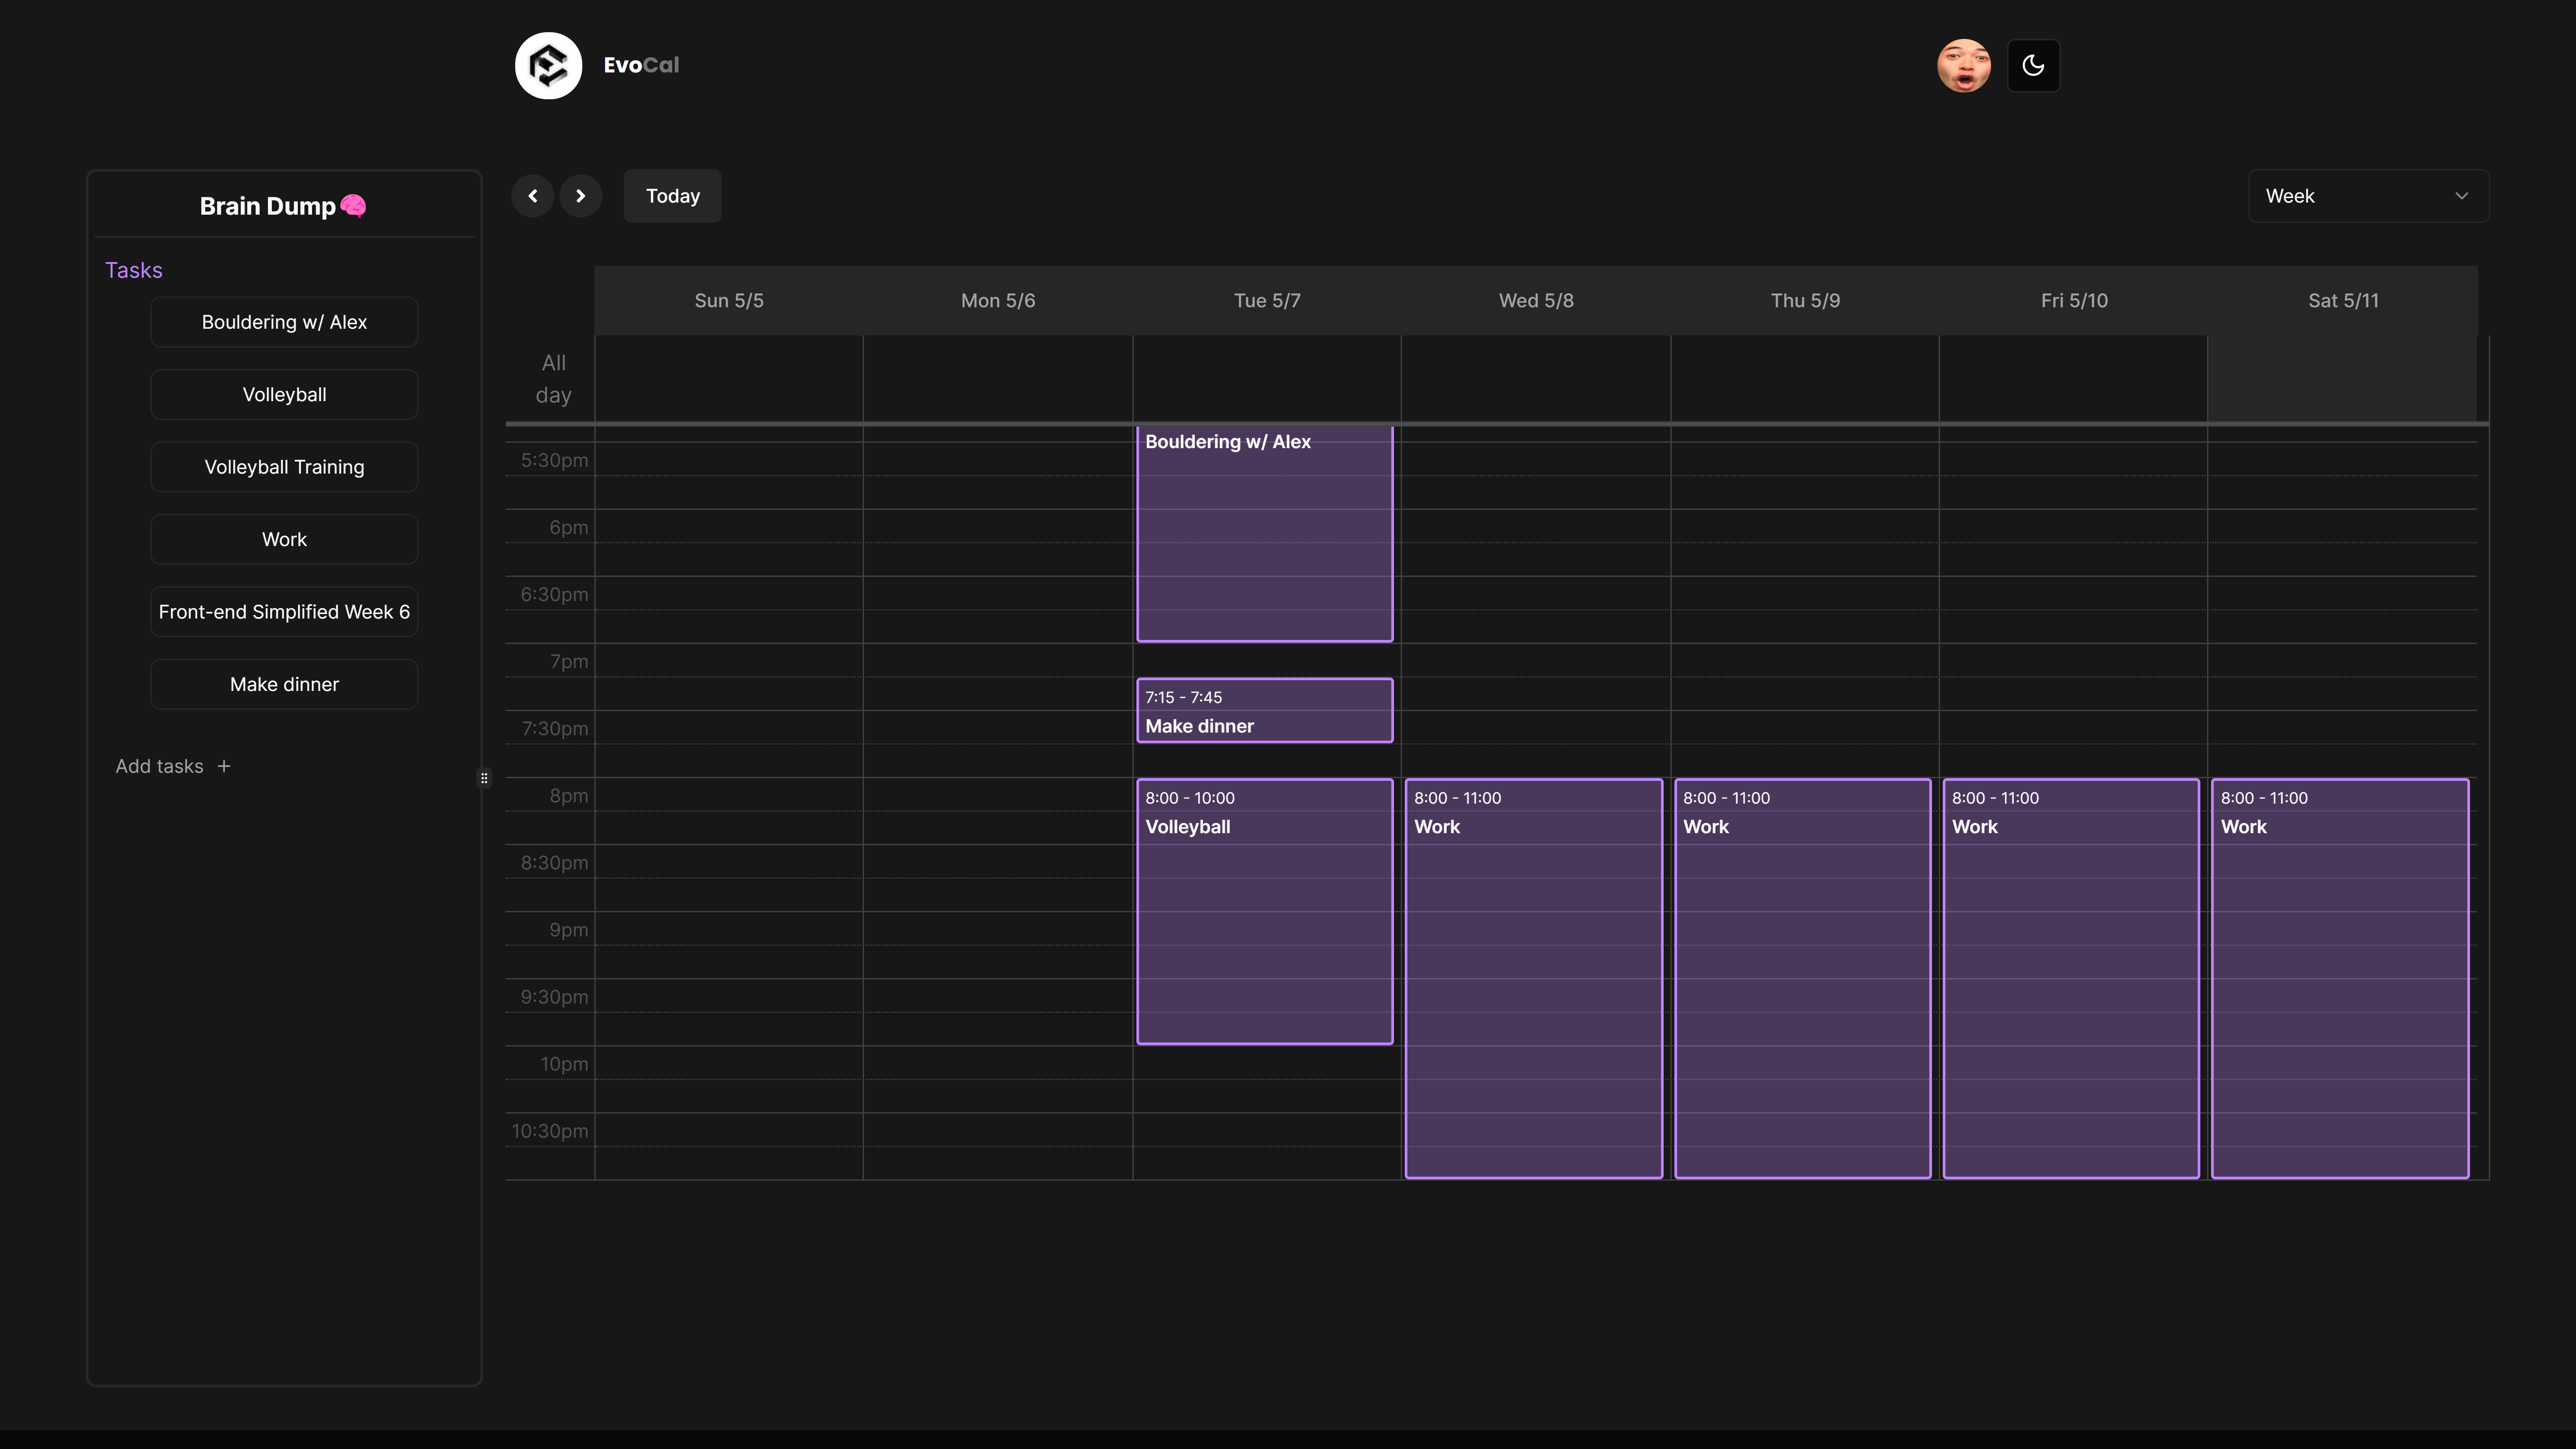 EvoCal
Brain Dump🧠
Tasks
Bouldering w/ Alex
Volleyball
Volleyball Training
Work
Front-end Simplified Week 6
Make dinner
Add tasks +
Today
Week
Sun 5/5
Mon 5/6
Tue 5/7
Wed 5/8
Thu 5/9
Fri 5/10
Sat 5/11
All
day
5:30pm
6pm
6:30pm
7pm
7:30pm
8pm
8:30pm
9pm
9:30pm
10pm
10:30pm
Bouldering w/ Alex
7:15 - 7:45
Make dinner
8:00 - 10:00
Volleyball
8:00 - 11:00
Work
8:00 - 11:00
Work
8:00 - 11:00
Work
8:00 - 11:00
Work